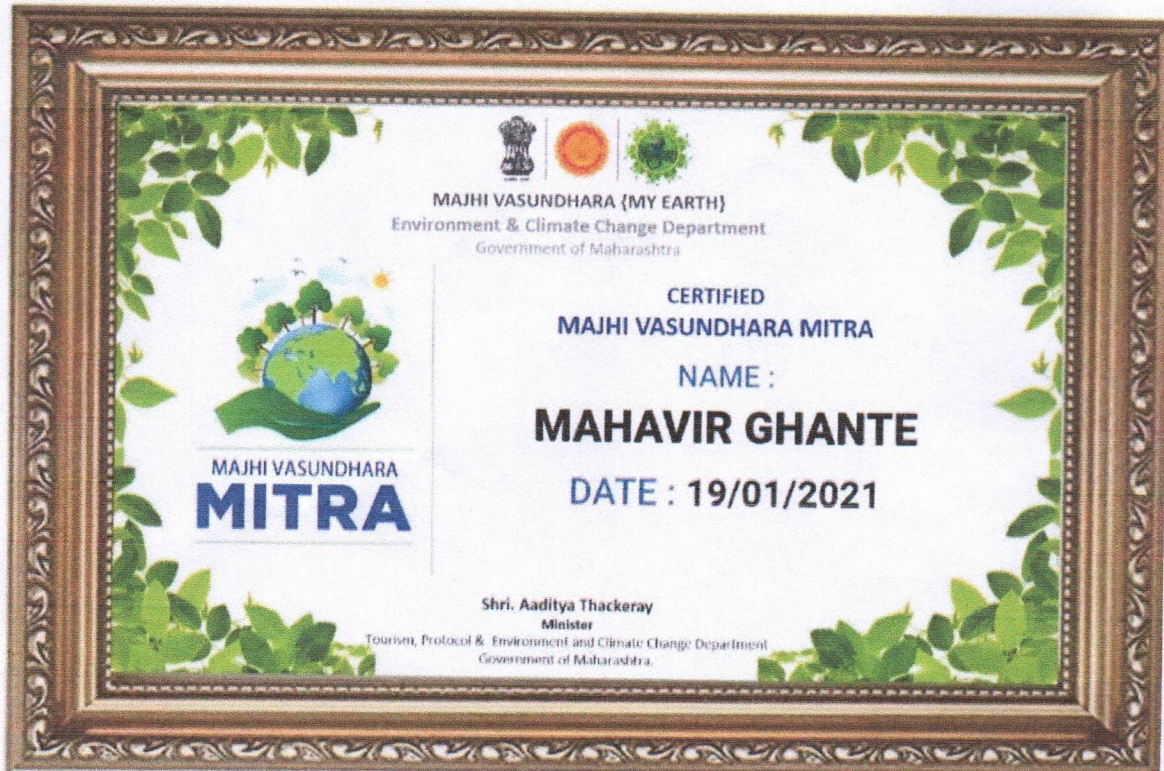 MAJHI VASUNDHARA {MY EARTH}
Environment & Climate Change Department
Government of Maharashtra
CERTIFIED
MAJHI VASUNDHARA MITRA
NAME :
MAHAVIR GHANTE
DATE : 19/01/2021
MAJHI VASUNDHARA
MITRA
Shri. Aaditya Thackeray
Minister
Tourism, Protocol & Environment and Climate Change Department
Government of Maharashtra.